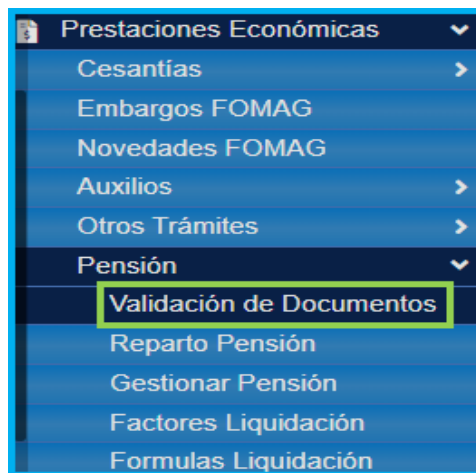 Prestaciones Económicas
Cesantías
Embargos FOMAG
Novedades FOMAG
Auxilios
Otros Trámites
Pensión
Validación de Documentos
Reparto Pensión
Gestionar Pensión
Factores Liquidación
Formulas Liquidación